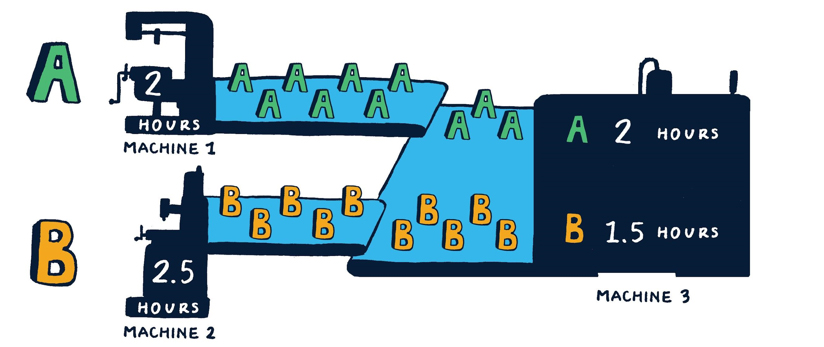 A
2
HOURS
MACHINE 1
A A A A
A A A
A
A A
A 2 HOURS
B
2.5
HOURS
MACHINE 2
B B B
B B
B B
B B B
B 1.5 HOURS
MACHINE 3